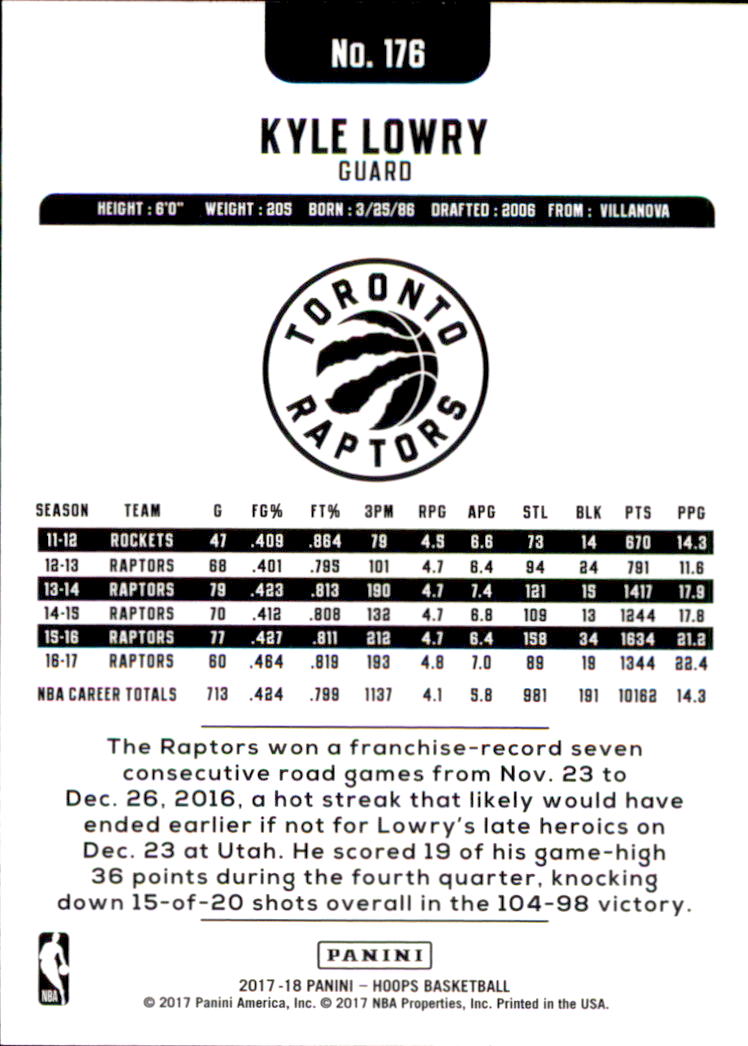 No. 176
KYLE LOWRY
GUARD
HEIGHT : 6'0" WEIGHT : 205 BORN : 3/25/86 DRAFTED : 2006 FROM : VILLANOVA
TORONTO
RAPTORS
SEASON TEAM G FG% FT% 3PM RPG APG STL BLK PTS PPG
11-12 ROCKETS 47 .409 .864 79 4.5 6.6 73 14 670 14.3
12-13 RAPTORS 68 .401 .795 101 4.7 6.4 94 24 791 11.6
13-14 RAPTORS 79 .423 .813 190 4.7 7.4 121 15 1417 17.9
14-15 RAPTORS 70 .412 .808 132 4.7 6.8 109 13 1244 17.8
15-16 RAPTORS 77 .427 .811 212 4.7 6.4 158 34 1634 21.2
16-17 RAPTORS 60 .464 .819 193 4.8 7.0 89 19 1344 22.4
NBA CAREER TOTALS 713 .424 .799 1137 4.1 5.8 981 191 10162 14.3
The Raptors won a franchise-record seven
consecutive road games from Nov. 23 to
Dec. 26, 2016, a hot streak that likely would have
ended earlier if not for Lowry's late heroics on
Dec. 23 at Utah. He scored 19 of his game-high
36 points during the fourth quarter, knocking
down 15-of-20 shots overall in the 104-98 victory.
PANINI
NBA
2017-18 PANINI – HOOPS BASKETBALL
© 2017 Panini America, Inc. © 2017 NBA Properties, Inc. Printed in the USA.